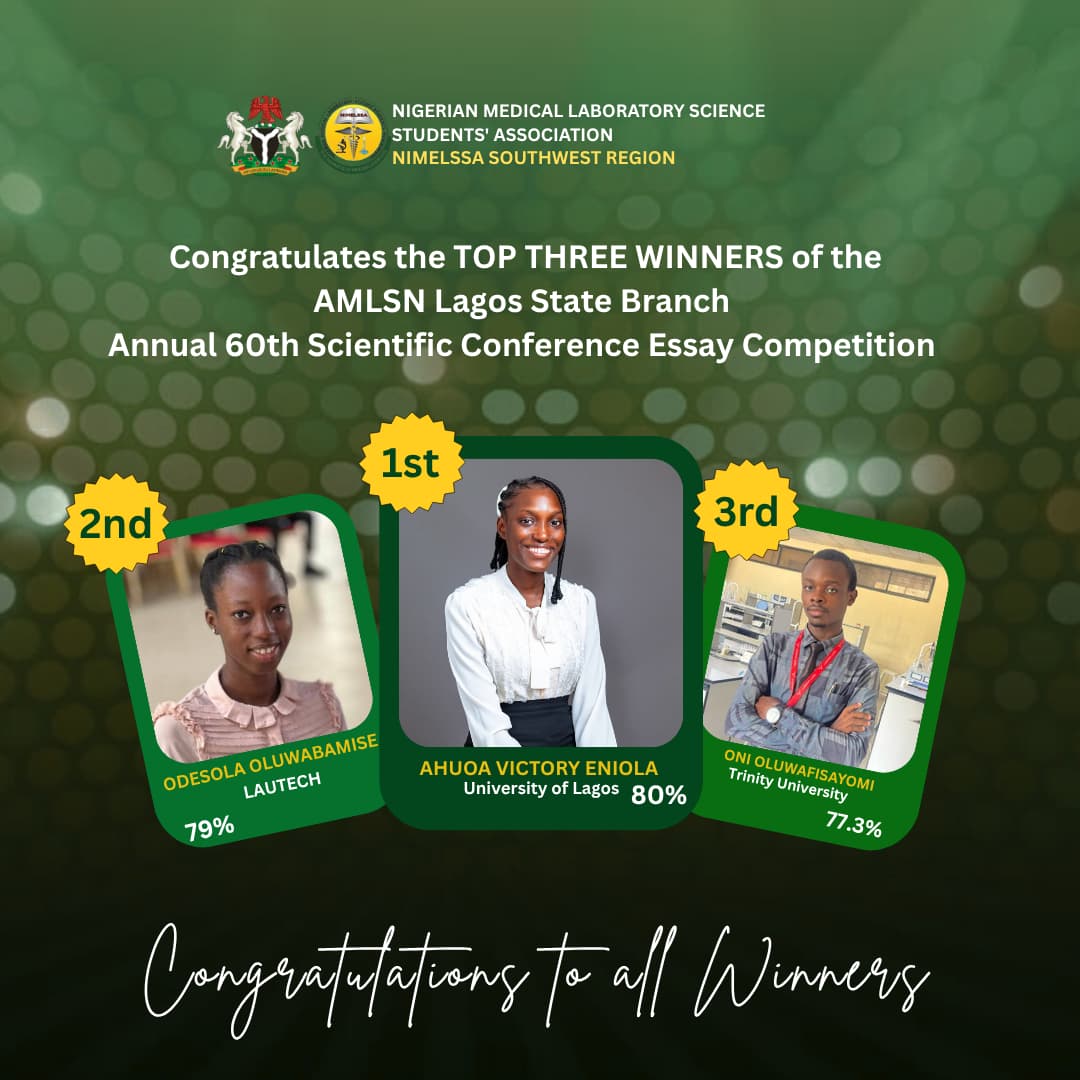 NIMELSSA
NIGERIAN MEDICAL LABORATORY SCIENCE
STUDENTS' ASSOCIATION
NIMELSSA SOUTHWEST REGION
Congratulates the TOP THREE WINNERS of the
AMLSN Lagos State Branch
Annual 60th Scientific Conference Essay Competition
2nd
ODESOLA OLUWABAMISE
LAUTECH
79%
1st
AHUOA VICTORY ENIOLA
University of Lagos
80%
3rd
ONI OLUWAFISAYOMI
Trinity University
77.3%
Congratulations to all Winners